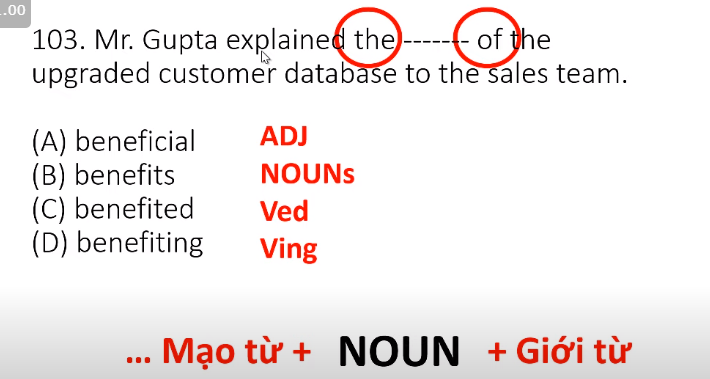 .00
103. Mr. Gupta explained the ------- of the
upgraded customer database to the sales team.
(A) beneficial ADJ
(B) benefits NOUNs
(C) benefited Ved
(D) benefiting Ving
... Mạo từ + NOUN + Giới từ